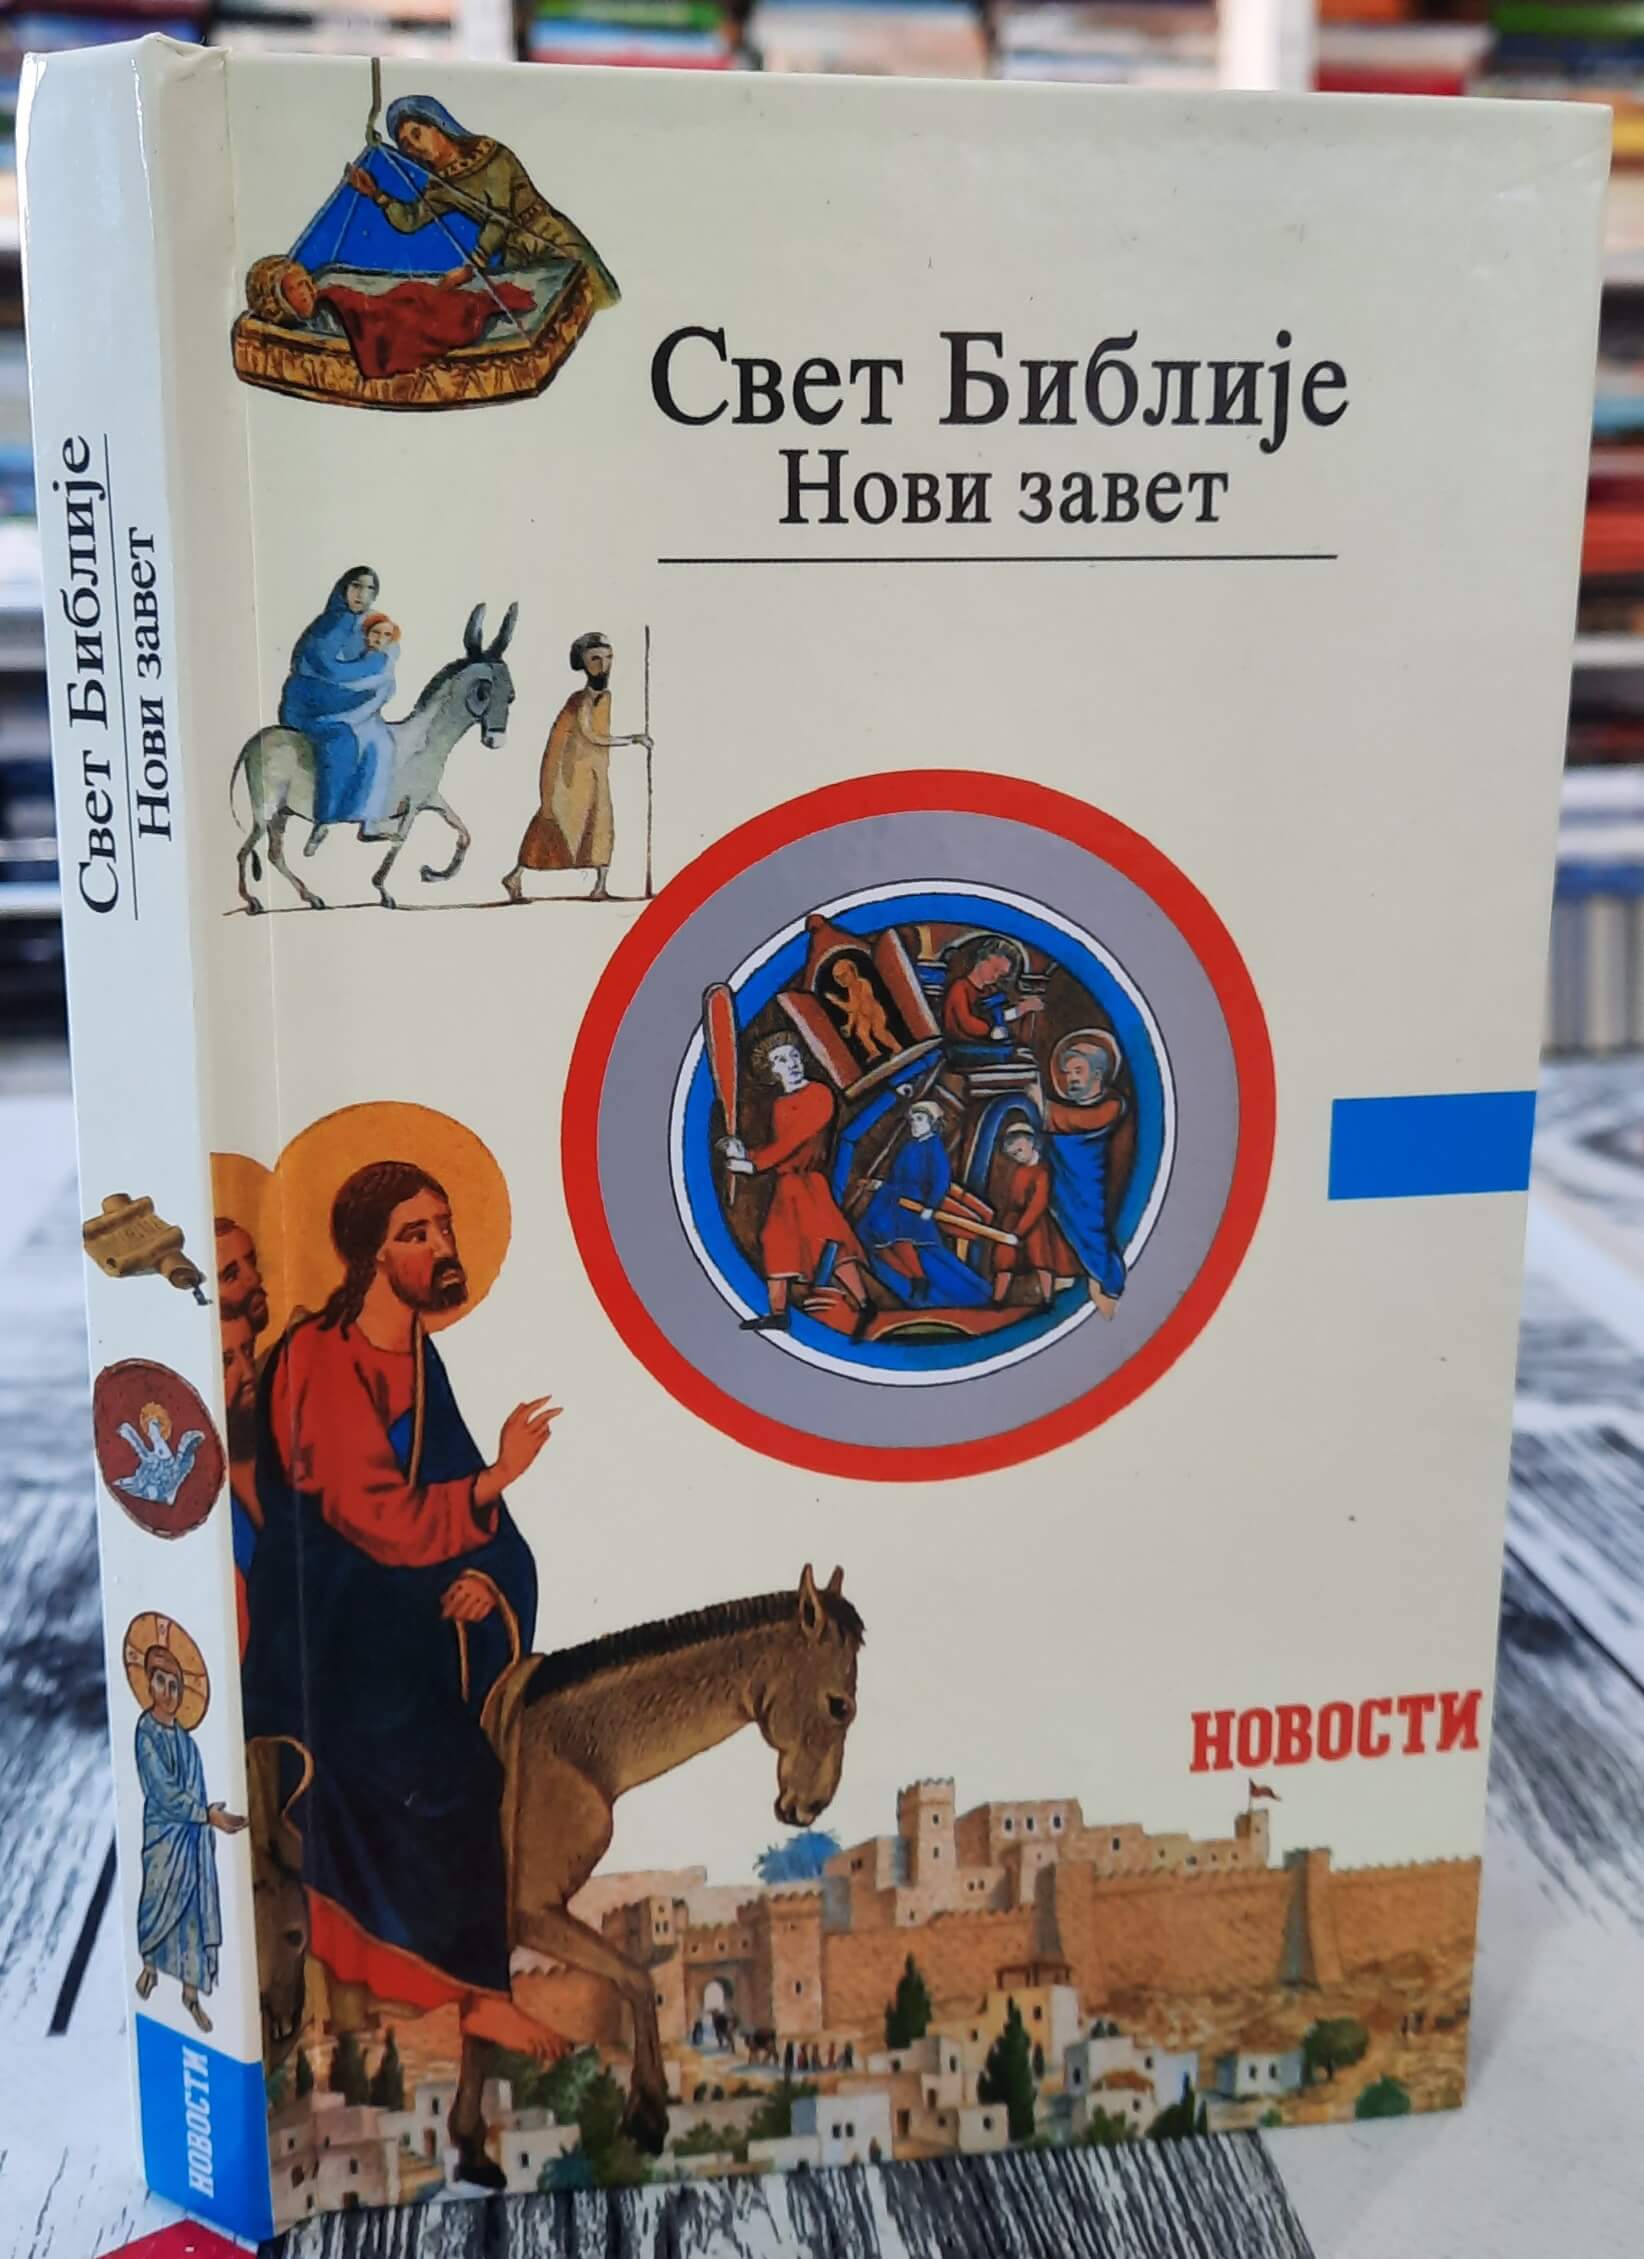 Свет Библије
Нови завет
НОВОСТИ
Свет Библије
Нови завет
НОВОСТИ